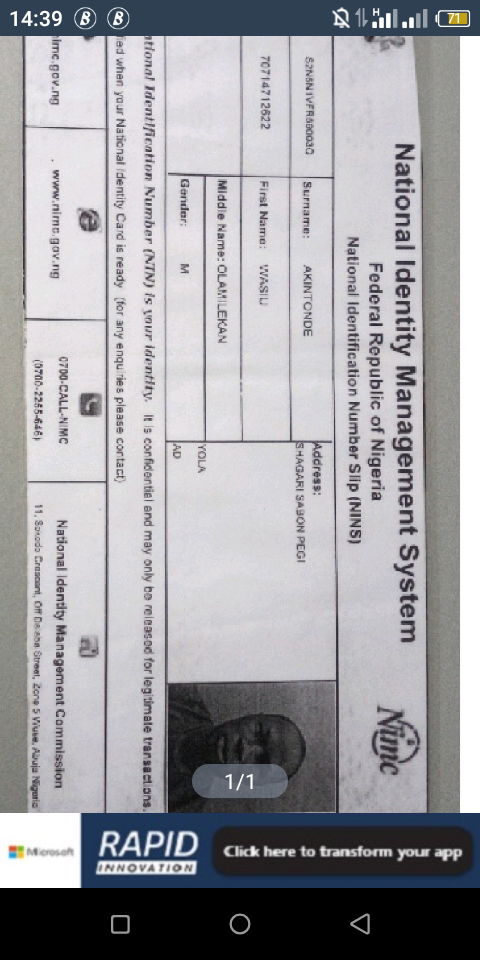 14:39
H
71
National Identity Management System
Federal Republic of Nigeria
National Identification Number Slip (NINS)
Nimc
Surname: AKINTONDE
Address:
SHAGARI SABON PEGI
70714712622
First Name: WASIU
Middle Name: OLAMILEKAN
YOLA
Gender: M
AD
tional Identification Number (NIN) is your identity. It is confidential and may only be released for legitimate transactions.
ied when your National Identity Card is ready (for any enquiries please contact)
nimc.gov.ng
www.nimc.gov.ng
0700-CALL-NIMC
(0700-2255-646)
National Identity Management Commission
11, Sokode Crescent, Off Dalaba Street, Zone 5 Wuse, Abuja Nigeria
1/1
Microsoft
RAPID
INNOVATION
Click here to transform your app